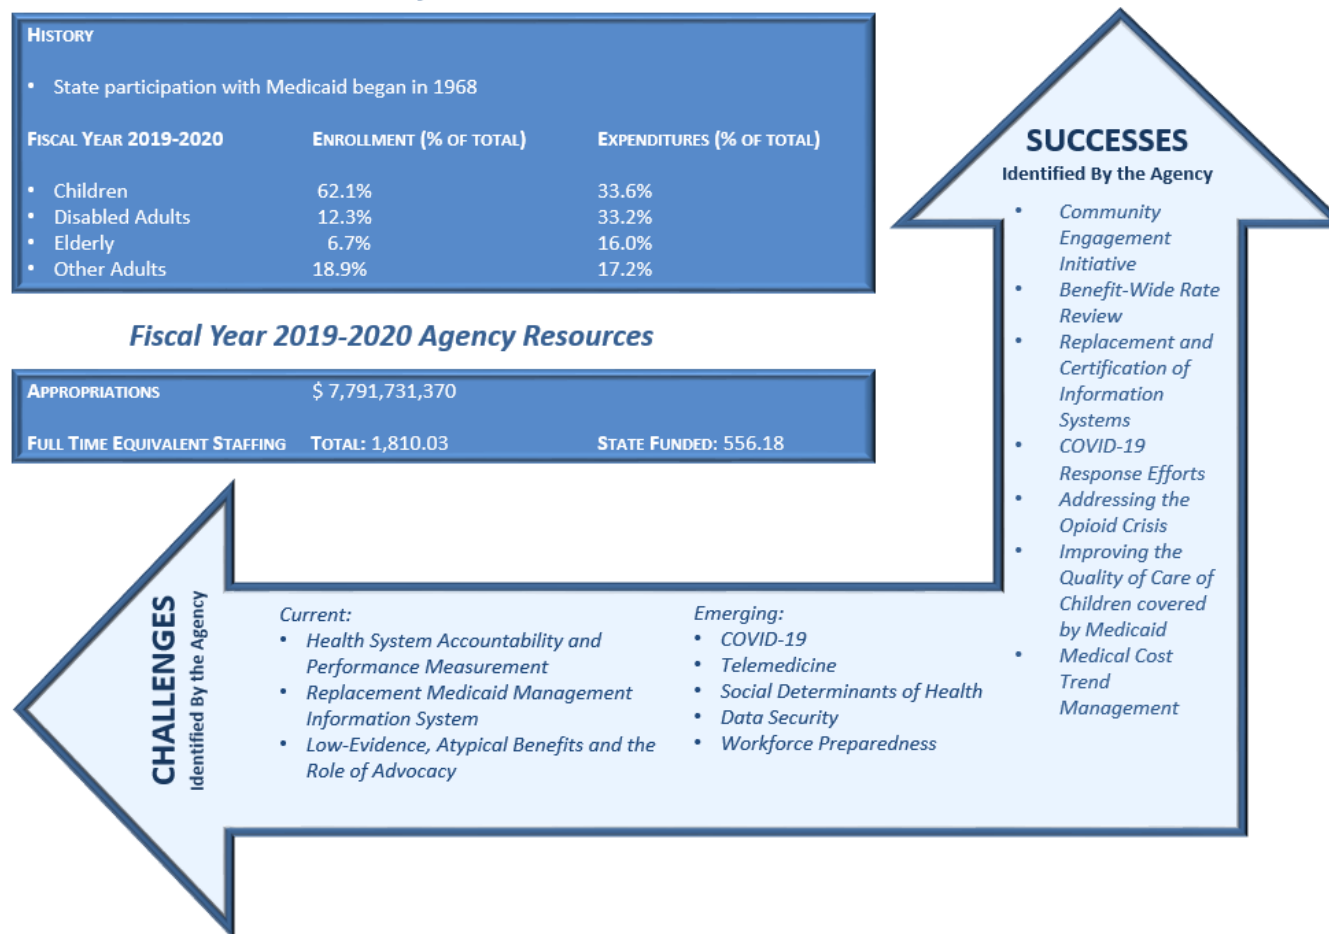 HISTORY
• State participation with Medicaid began in 1968
FISCAL YEAR 2019-2020 ENROLLMENT (% OF TOTAL) EXPENDITURES (% OF TOTAL)
• Children 62.1% 33.6%
• Disabled Adults 12.3% 33.2%
• Elderly 6.7% 16.0%
• Other Adults 18.9% 17.2%
Fiscal Year 2019-2020 Agency Resources
APPROPRIATIONS $ 7,791,731,370
FULL TIME EQUIVALENT STAFFING TOTAL: 1,810.03 STATE FUNDED: 556.18
SUCCESSES
Identified By the Agency
• Community
Engagement
Initiative
• Benefit-Wide Rate
Review
• Replacement and
Certification of
Information
Systems
• COVID-19
Response Efforts
• Addressing the
Opioid Crisis
• Improving the
Quality of Care of
Children covered
by Medicaid
• Medical Cost
Trend
Management
CHALLENGES
Identified By the Agency
Current:
• Health System Accountability and
Performance Measurement
• Replacement Medicaid Management
Information System
• Low-Evidence, Atypical Benefits and the
Role of Advocacy
Emerging:
• COVID-19
• Telemedicine
• Social Determinants of Health
• Data Security
• Workforce Preparedness